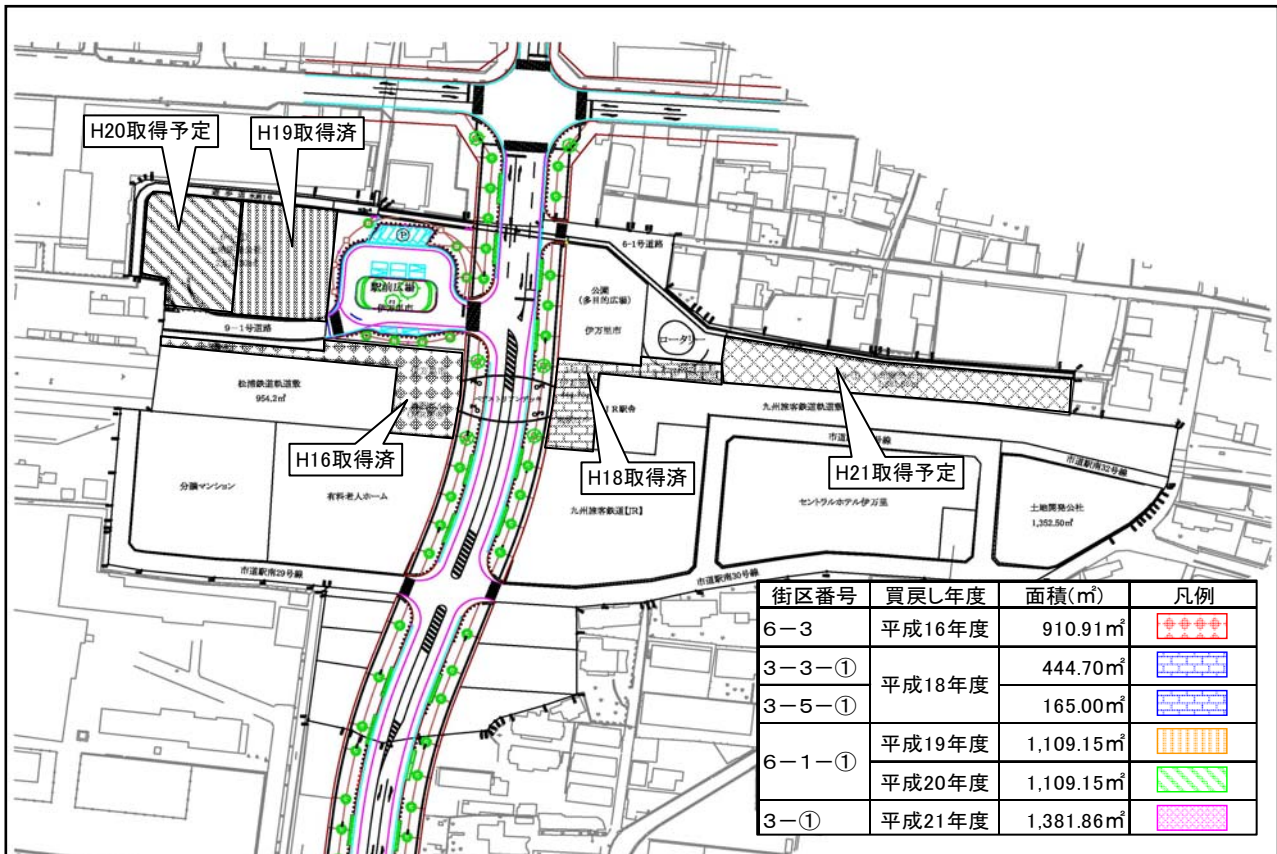 H20取得予定
H19取得済
6-1号道路
P
駅前広場
伊万里市
公園
(多目的広場)
伊万里市
ロータリー
9-1号道路
松浦鉄道軌道敷
954.2㎡
JR駅舎
九州旅客鉄道軌道敷
H16取得済
H18取得済
H21取得予定
市道駅南32号線
分譲マンション
有料老人ホーム
九州旅客鉄道[JR]
セントラルホテル伊万里
土地開発公社
1,352.50㎡
市道駅南29号線
市道駅南30号線
街区番号 買戻し年度 面積(㎡) 凡例
6-3 平成16年度 910.91㎡
3-3-① 平成18年度 444.70㎡
3-5-① 165.00㎡
6-1-① 平成19年度 1,109.15㎡
平成20年度 1,109.15㎡
3-① 平成21年度 1,381.86㎡